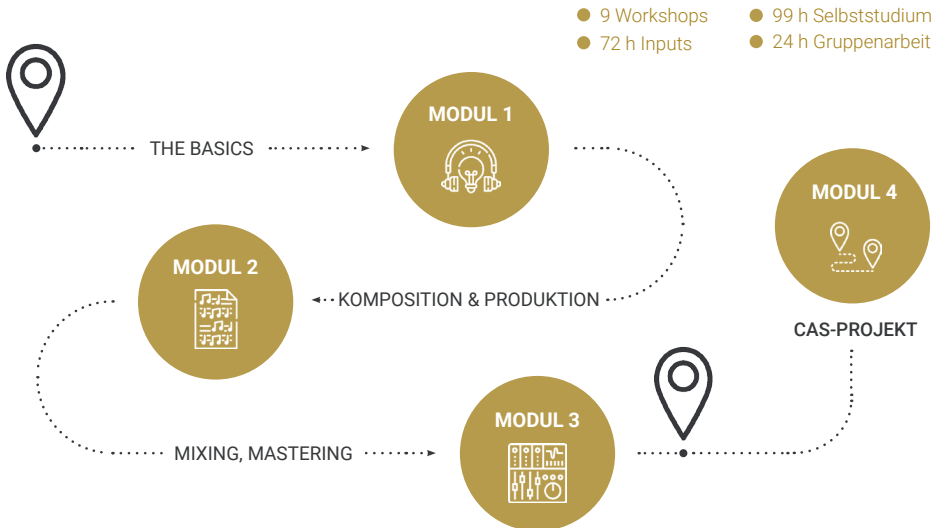 9 Workshops
99 h Selbststudium
72 h Inputs
24 h Gruppenarbeit
MODUL 1
THE BASICS
MODUL 4
MODUL 2
KOMPOSITION & PRODUKTION
CAS-PROJEKT
MODUL 3
MIXING, MASTERING